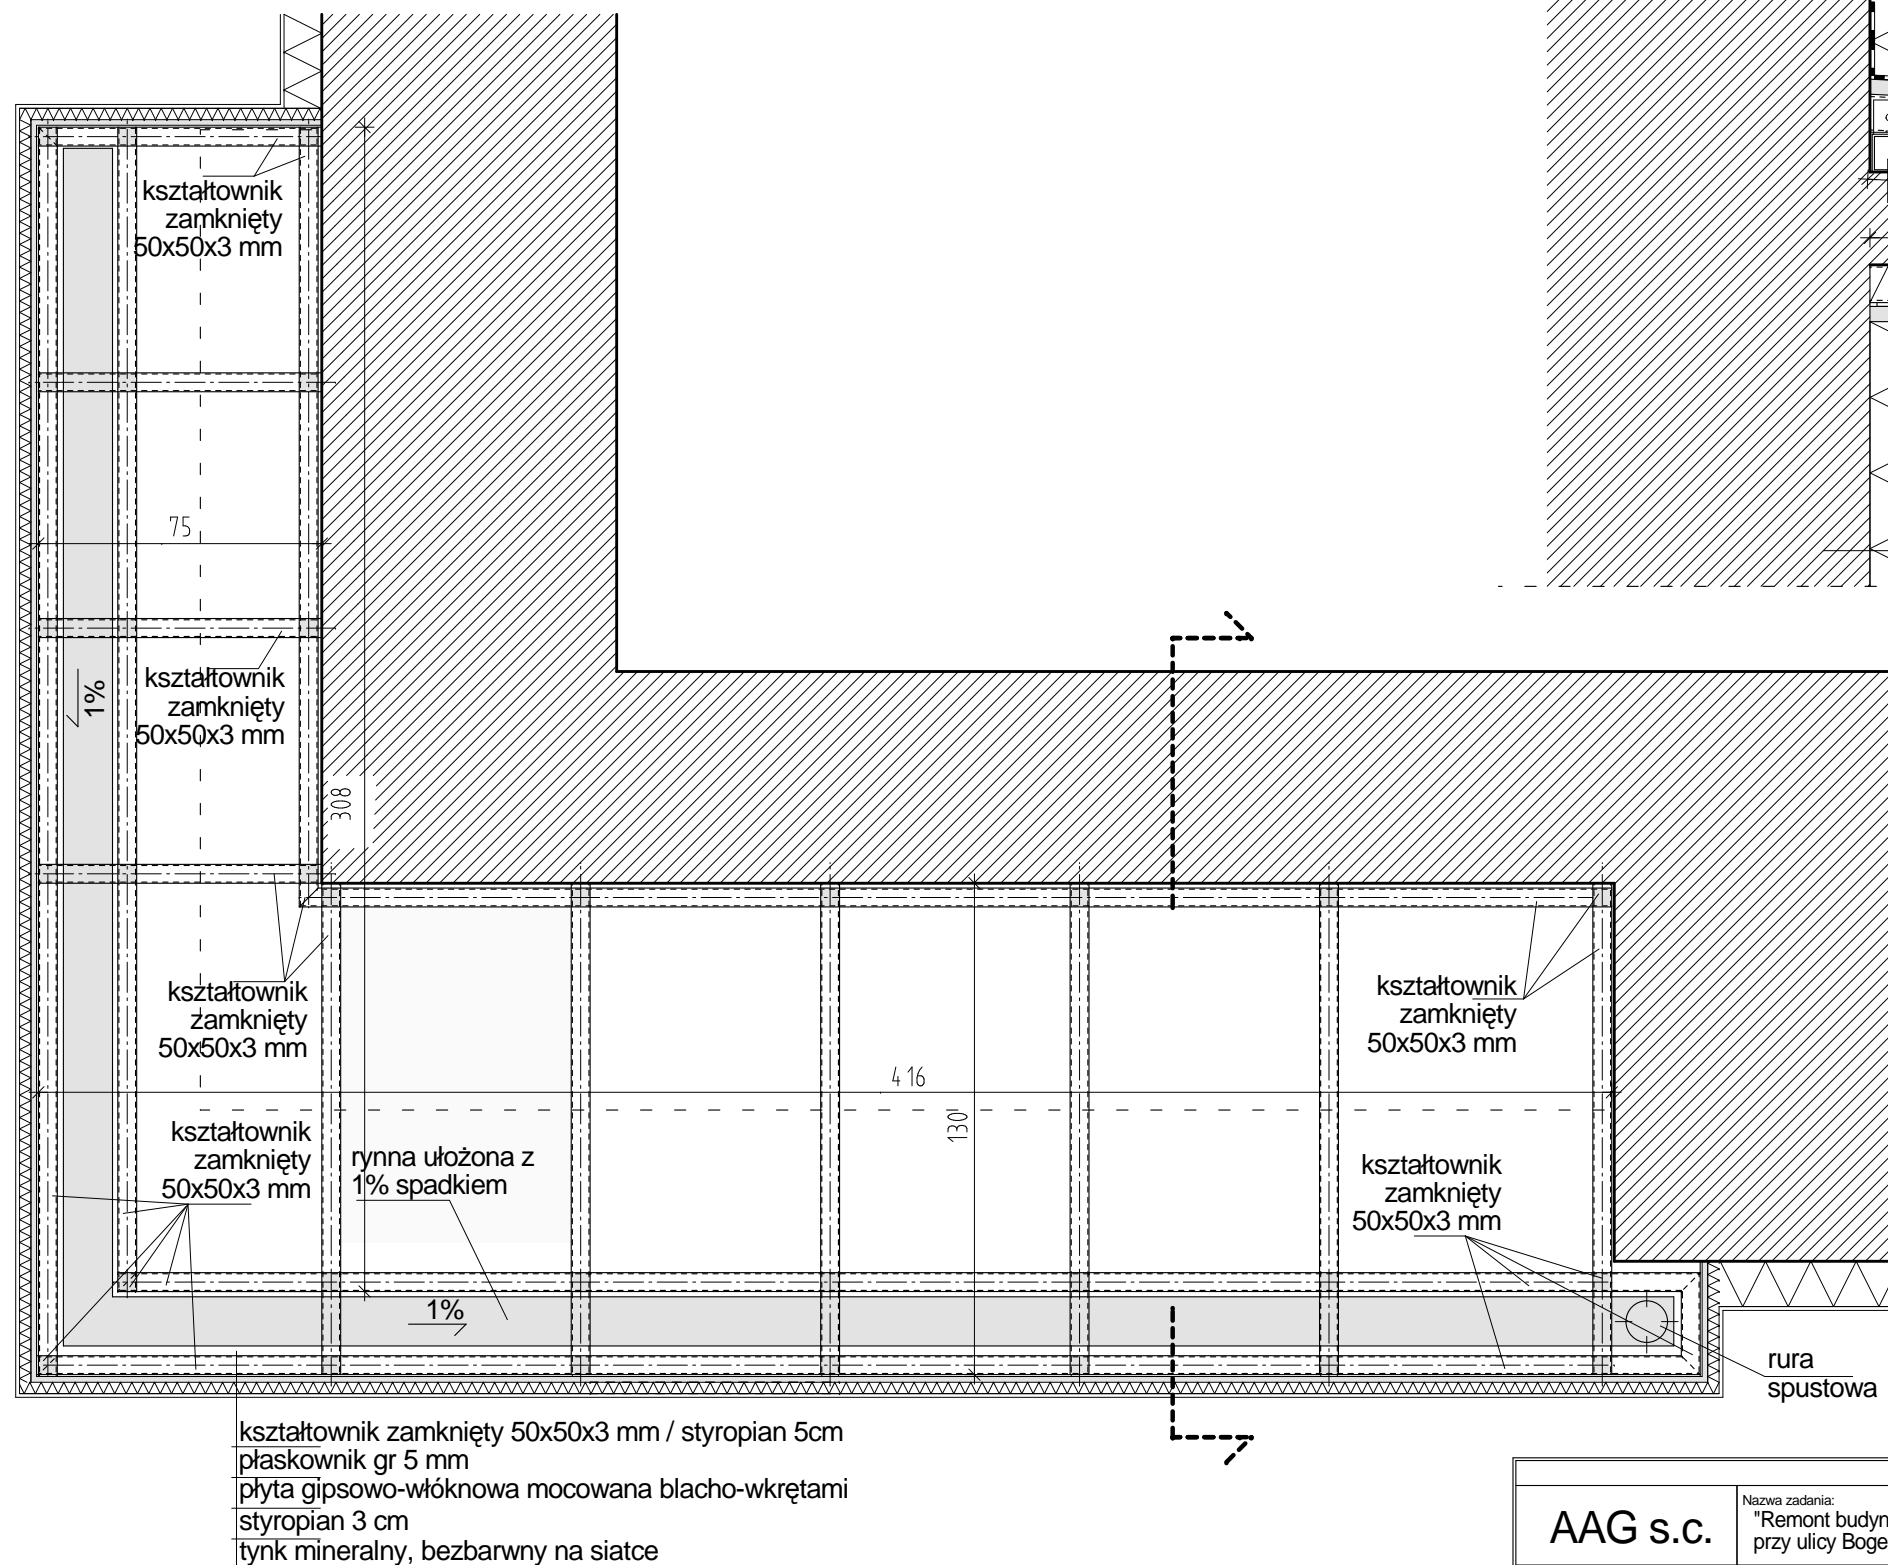 kształtownik
zamknięty
50x50x3 mm
75
kształtownik
zamknięty
50x50x3 mm
1%
308
kształtownik
zamknięty
50x50x3 mm
kształtownik
zamknięty
50x50x3 mm
416
130
kształtownik
zamknięty
50x50x3 mm
rynna ułożona z
1% spadkiem
kształtownik
zamknięty
50x50x3 mm
1%
rura
spustowa
kształtownik zamknięty 50x50x3 mm / styropian 5cm
płaskownik gr 5 mm
płyta gipsowo-włóknowa mocowana blacho-wkrętami
styropian 3 cm
tynk mineralny, bezbarwny na siatce
AAG s.c.
Nazwa zadania:
"Remont budyn
przy ulicy Boge